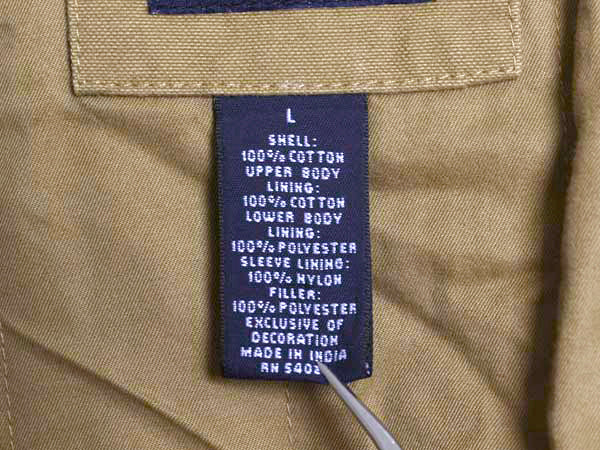 L
SHELL:
100% COTTON
UPPER BODY
LINING:
100% COTTON
LOWER BODY
LINING:
100% POLYESTER
SLEEVE LINING:
100% NYLON
FILLER:
100% POLYESTER
EXCLUSIVE OF
DECORATION
MADE IN INDIA
RN